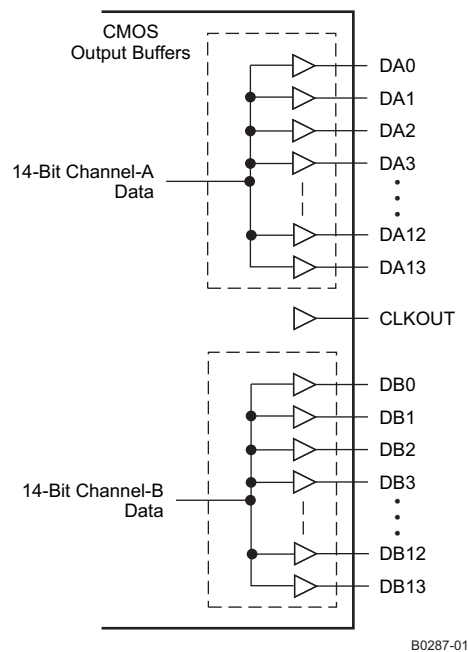 CMOS
Output Buffers
DA0
DA1
DA2
14-Bit Channel-A
Data
DA3
DA12
DA13
CLKOUT
DB0
DB1
DB2
14-Bit Channel-B
Data
DB3
DB12
DB13
B0287-01